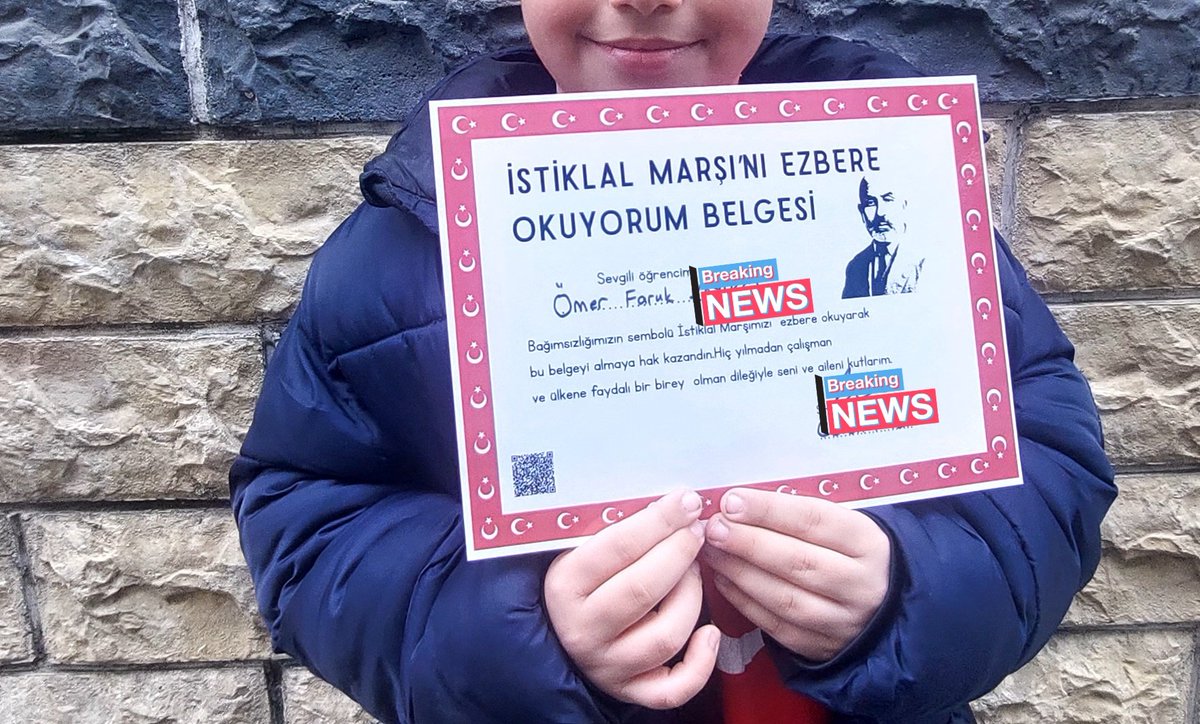 İSTİKLAL MARŞI'NI EZBERE
OKUYORUM BELGESİ
Sevgili öğrencim
Breaking
NEWS
Ömer....Faruk...
Bağımsızlığımızın sembolü İstiklal Marşımızı ezbere okuyarak
bu belgeyi almaya hak kazandın.Hiç yılmadan çalışman
ve ülkene faydalı bir birey olman dileğiyle seni ve aileni kutlarım.
Breaking
NEWS